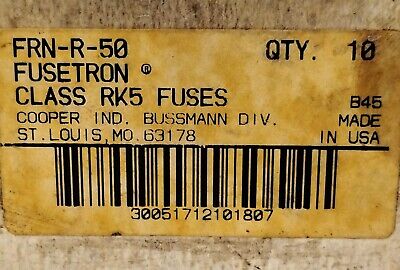 FRN-R-50 QTY. 10
FUSETRON ®
CLASS RK5 FUSES B45
COOPER IND. BUSSMANN DIV. MADE
ST. LOUIS, MO. 63178 IN USA
30051712101807